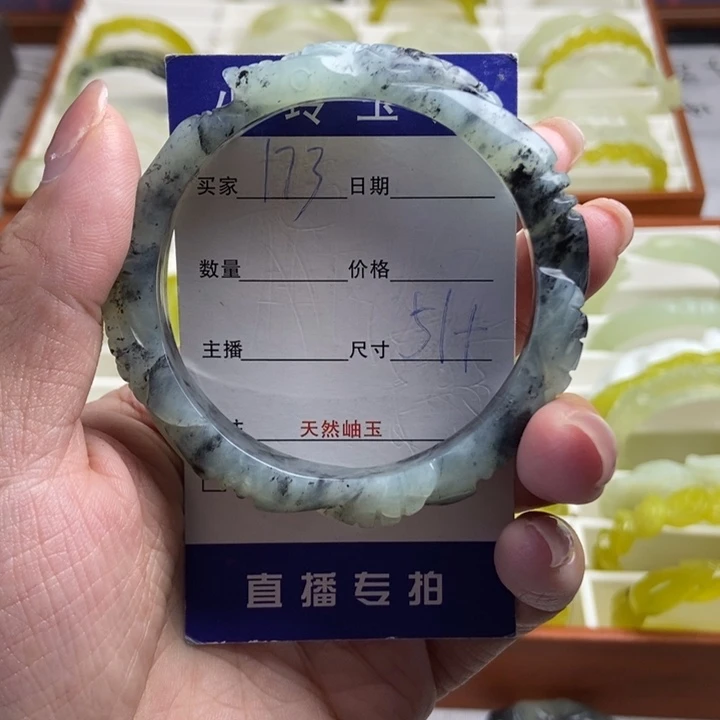 玉
买家 173 日期
数量 价格
主播 尺寸 51+
天然岫玉
直播专拍